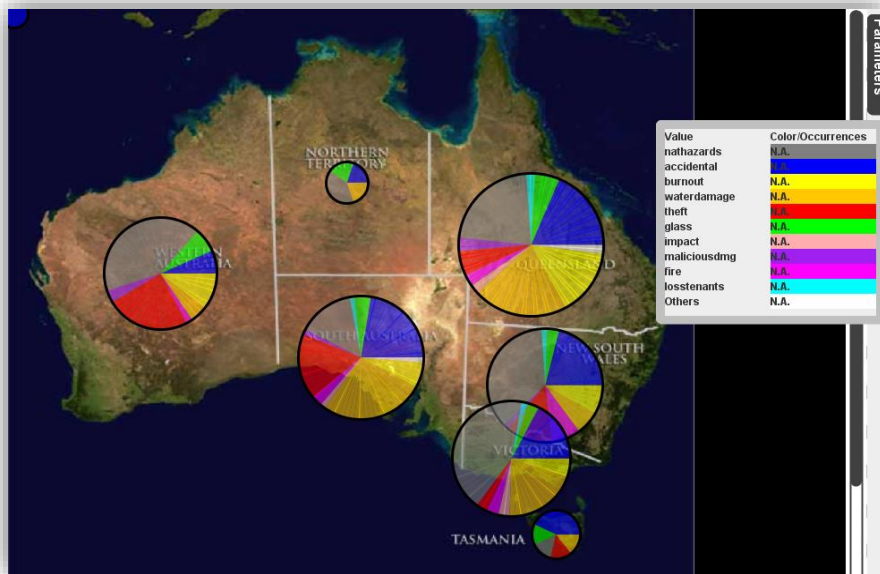 Parameters
NORTHERN
TERRITORY
WESTERN
AUSTRALIA
QUEENSLAND
SOUTH AUSTRALIA
NEW SOUTH
WALES
VICTORIA
TASMANIA
Value Color/Occurrences
nathazards N.A.
accidental N.A.
burnout N.A.
waterdamage N.A.
theft N.A.
glass N.A.
impact N.A.
maliciousdmg N.A.
fire N.A.
losstenants N.A.
Others N.A.